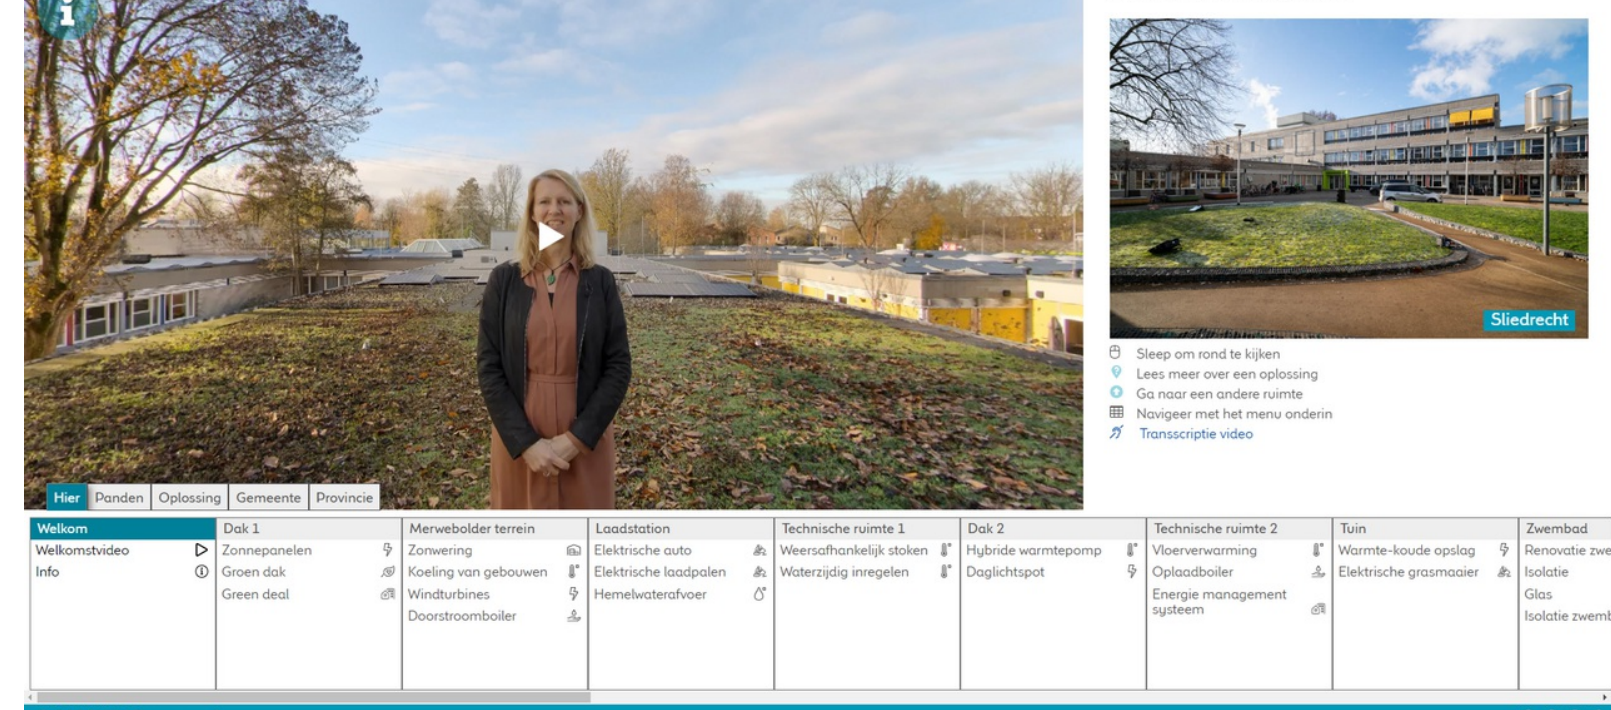 i
Sliedrecht
Sleep om rond te kijken
Lees meer over een oplossing
Ga naar een andere ruimte
Navigeer met het menu onderin
Transscriptie video
Hier
Panden
Oplossing
Gemeente
Provincie
Welkom
Welkomstvideo
Info
Dak 1
Zonnepanelen
Groen dak
Green deal
Merwebolder terrein
Zonwering
Koeling van gebouwen
Windturbines
Doorstroomboiler
Laadstation
Elektrische auto
Elektrische laadpalen
Hemelwaterafvoer
Technische ruimte 1
Weersafhankelijk stoken
Waterzijdig inregelen
Dak 2
Hybride warmtepomp
Daglichtspot
Technische ruimte 2
Vloerverwarming
Oplaadboiler
Energie management
systeem
Tuin
Warmte-koude opslag
Elektrische grasmaaier
Zwembad
Renovatie zwe
Isolatie
Glas
Isolatie zwemb